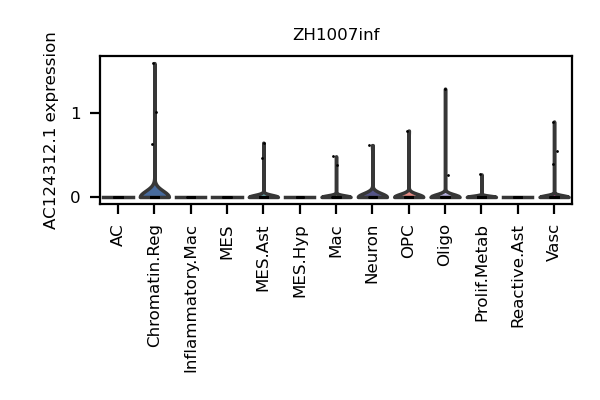 ZH1007inf
AC124312.1 expression
1
0
AC
Chromatin.Reg
Inflammatory.Mac
MES
MES.Ast
MES.Hyp
Mac
Neuron
OPC
Oligo
Prolif.Metab
Reactive.Ast
Vasc